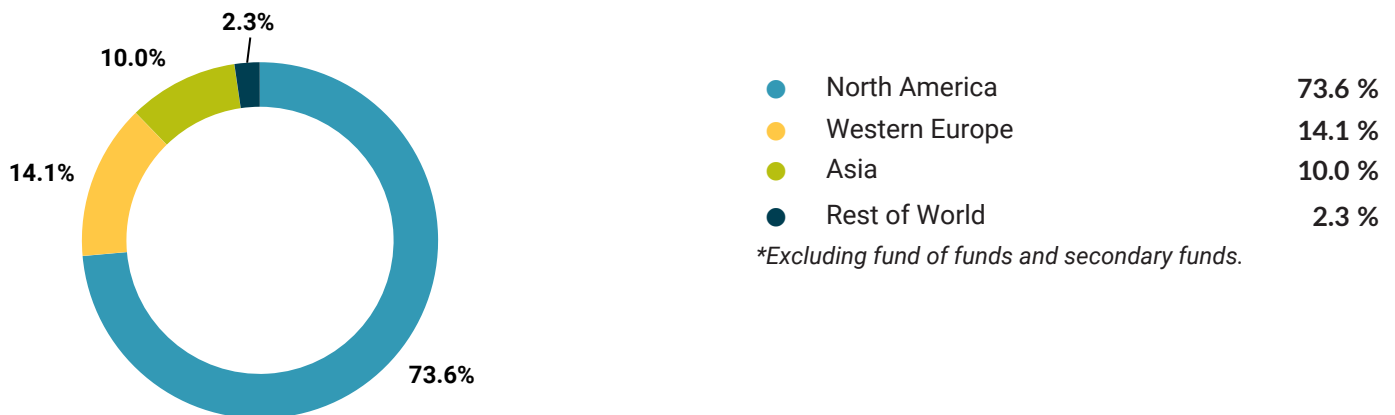 2.3%
10.0%
14.1%
73.6%
North America 73.6 %
Western Europe 14.1 %
Asia 10.0 %
Rest of World 2.3 %
*Excluding fund of funds and secondary funds.